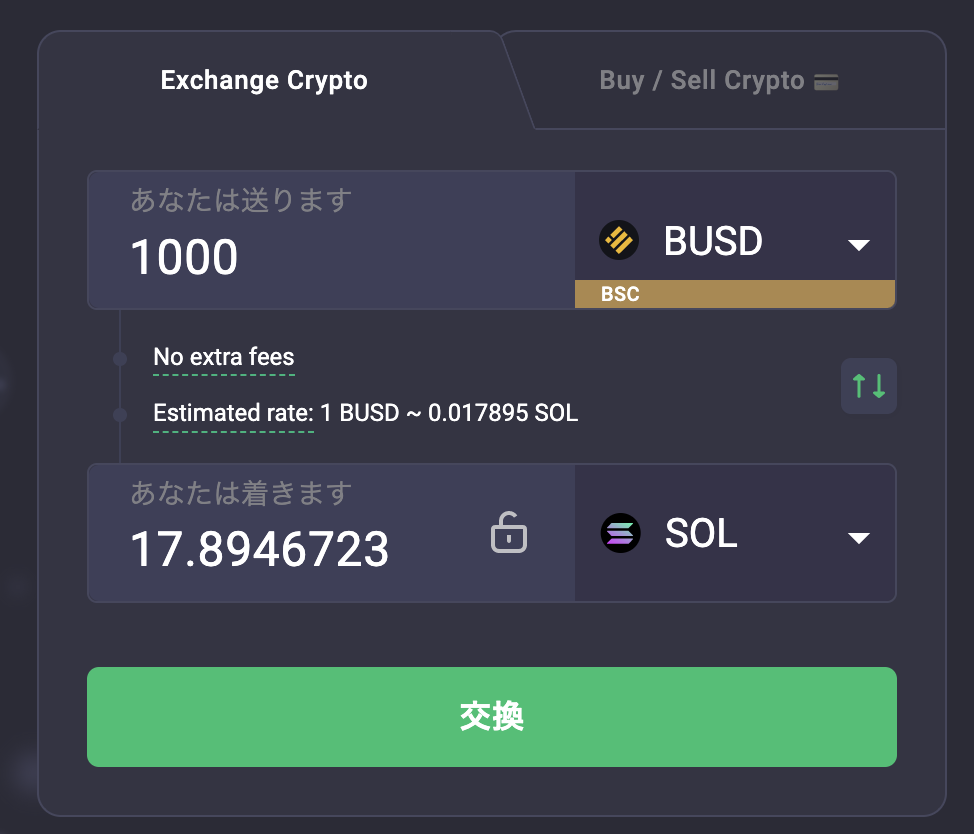 Exchange Crypto
Buy / Sell Crypto
あなたは送ります
1000
BUSD
BSC
No extra fees
Estimated rate: 1 BUSD ~ 0.017895 SOL
あなたは着きます
17.8946723
SOL
交換